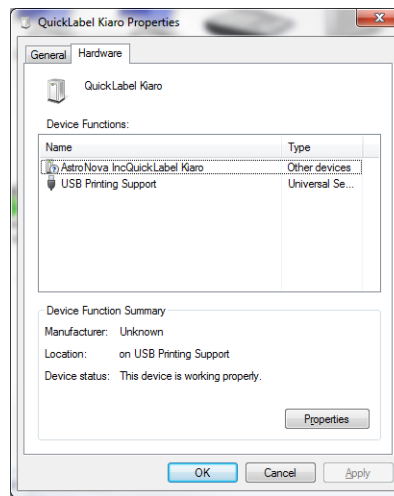 QuickLabel Kiaro Properties
General Hardware
QuickLabel Kiaro
Device Functions:
Name Type
AstroNova IncQuickLabel Kiaro Other devices
USB Printing Support Universal Se...
Device Function Summary
Manufacturer: Unknown
Location: on USB Printing Support
Device status: This device is working properly.
Properties
OK Cancel Apply